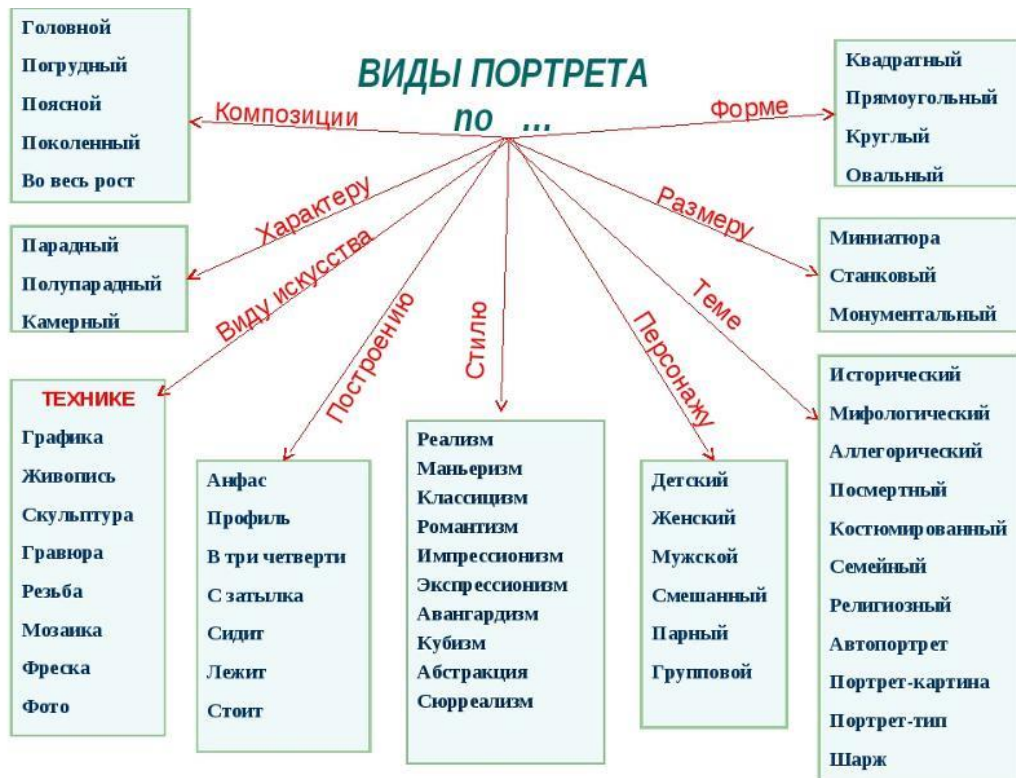 ВИДЫ ПОРТРЕТА
по ...
Композиции
Головной
Погрудный
Поясной
Поколенный
Во весь рост
Характеру
Парадный
Полупарадный
Камерный
Виду искусства
ТЕХНИКЕ
Графика
Живопись
Скульптура
Гравюра
Резьба
Мозаика
Фреска
Фото
Построению
Анфас
Профиль
В три четверти
С затылка
Сидит
Лежит
Стоит
Стилю
Реализм
Маньеризм
Классицизм
Романтизм
Импрессионизм
Экспрессионизм
Авангардизм
Кубизм
Абстракция
Сюрреализм
Персонажу
Детский
Женский
Мужской
Смешанный
Парный
Групповой
Теме
Исторический
Мифологический
Аллегорический
Посмертный
Костюмированный
Семейный
Религиозный
Автопортрет
Портрет-картина
Портрет-тип
Шарж
Размеру
Миниатюра
Станковый
Монументальный
Форме
Квадратный
Прямоугольный
Круглый
Овальный